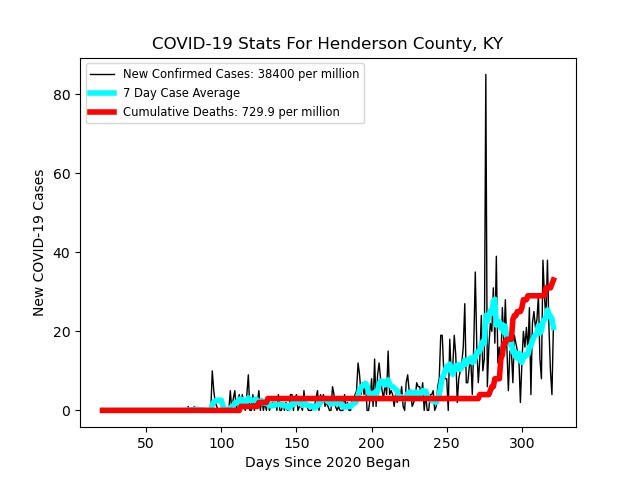 COVID-19 Stats For Henderson County, KY
New Confirmed Cases: 38400 per million
7 Day Case Average
Cumulative Deaths: 729.9 per million
New COVID-19 Cases
80
60
40
20
0
50 100 150 200 250 300
Days Since 2020 Began